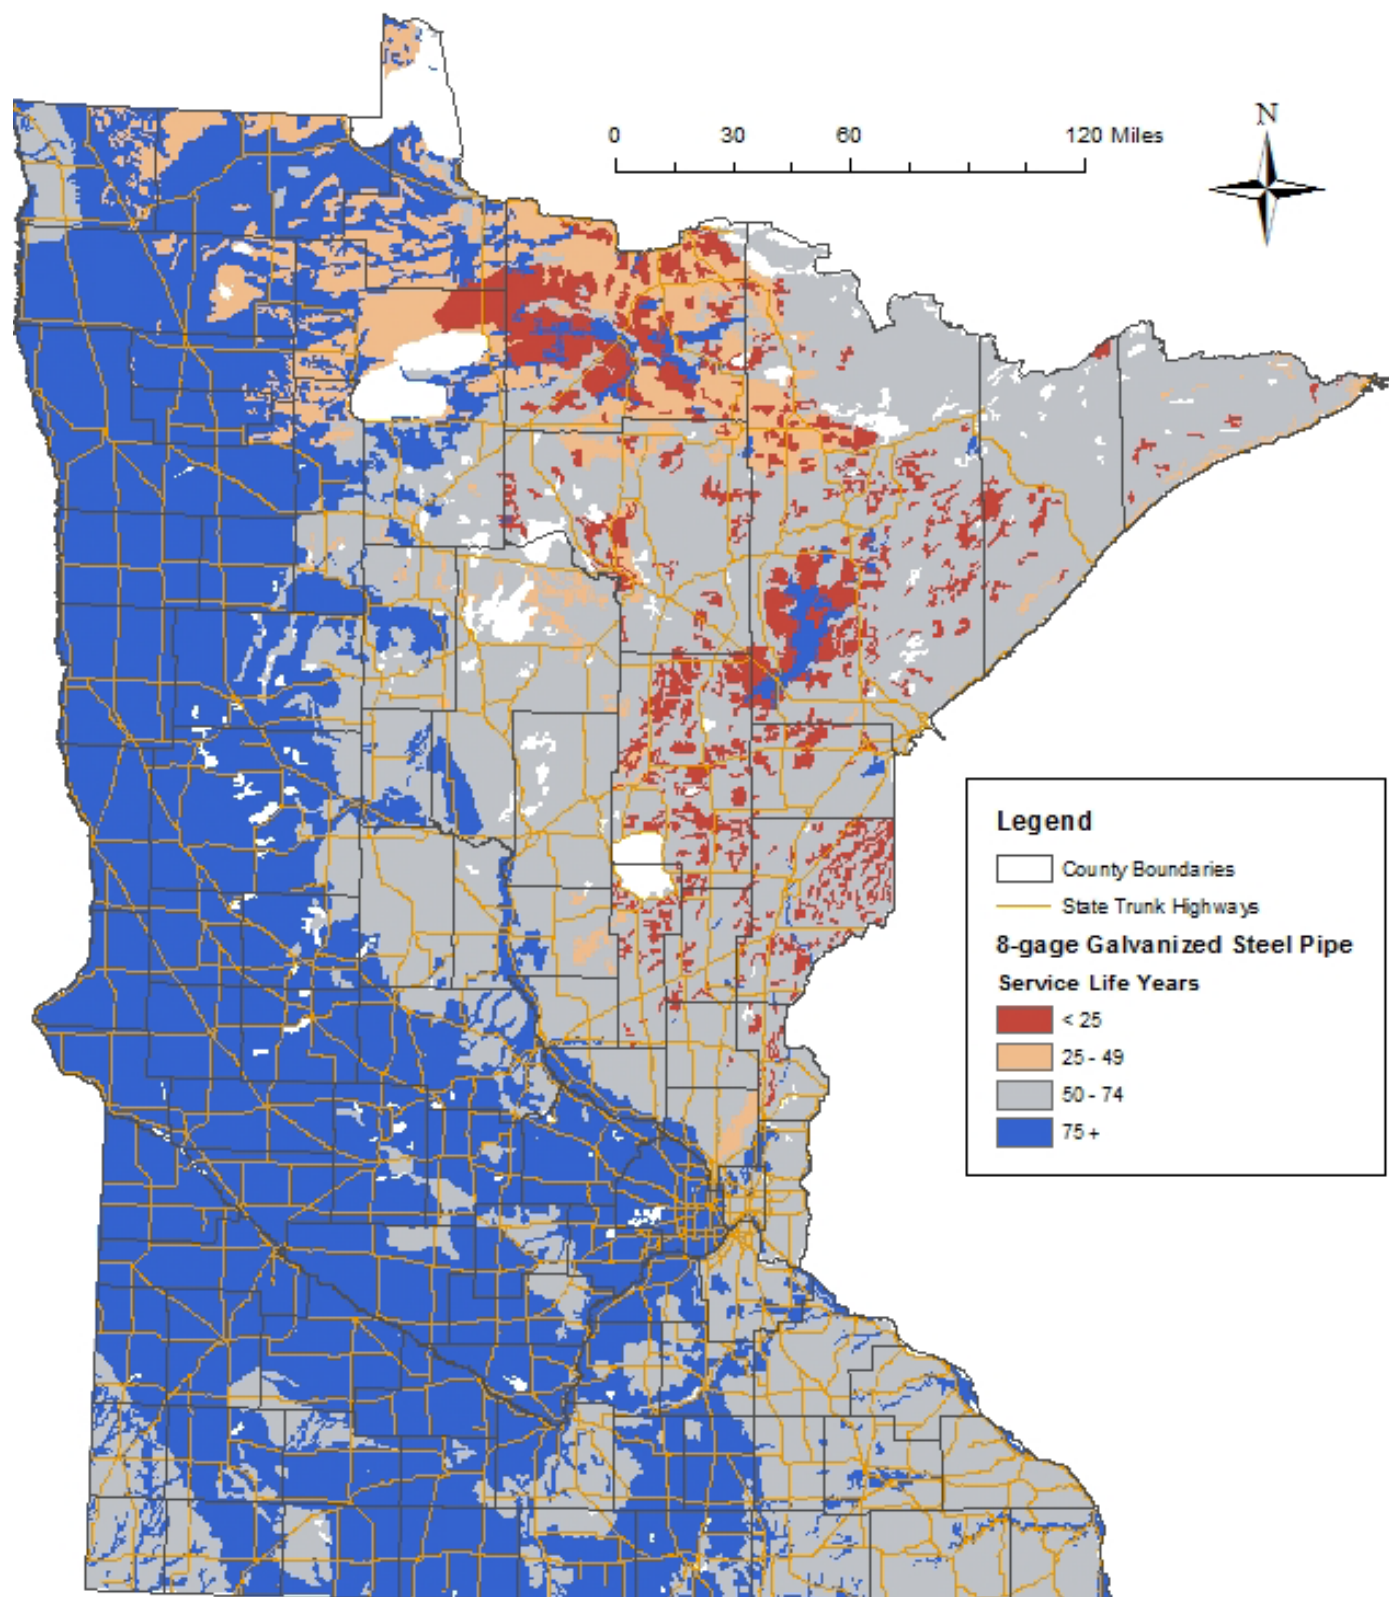 N
0 30 60 120 Miles
Legend
County Boundaries
State Trunk Highways
8-gage Galvanized Steel Pipe
Service Life Years
< 25
25 - 49
50 - 74
75 +